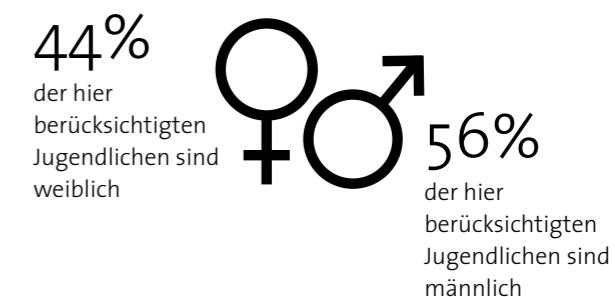 44%
der hier
berücksichtigten
Jugendlichen sind
weiblich
56%
der hier
berücksichtigten
Jugendlichen sind
männlich